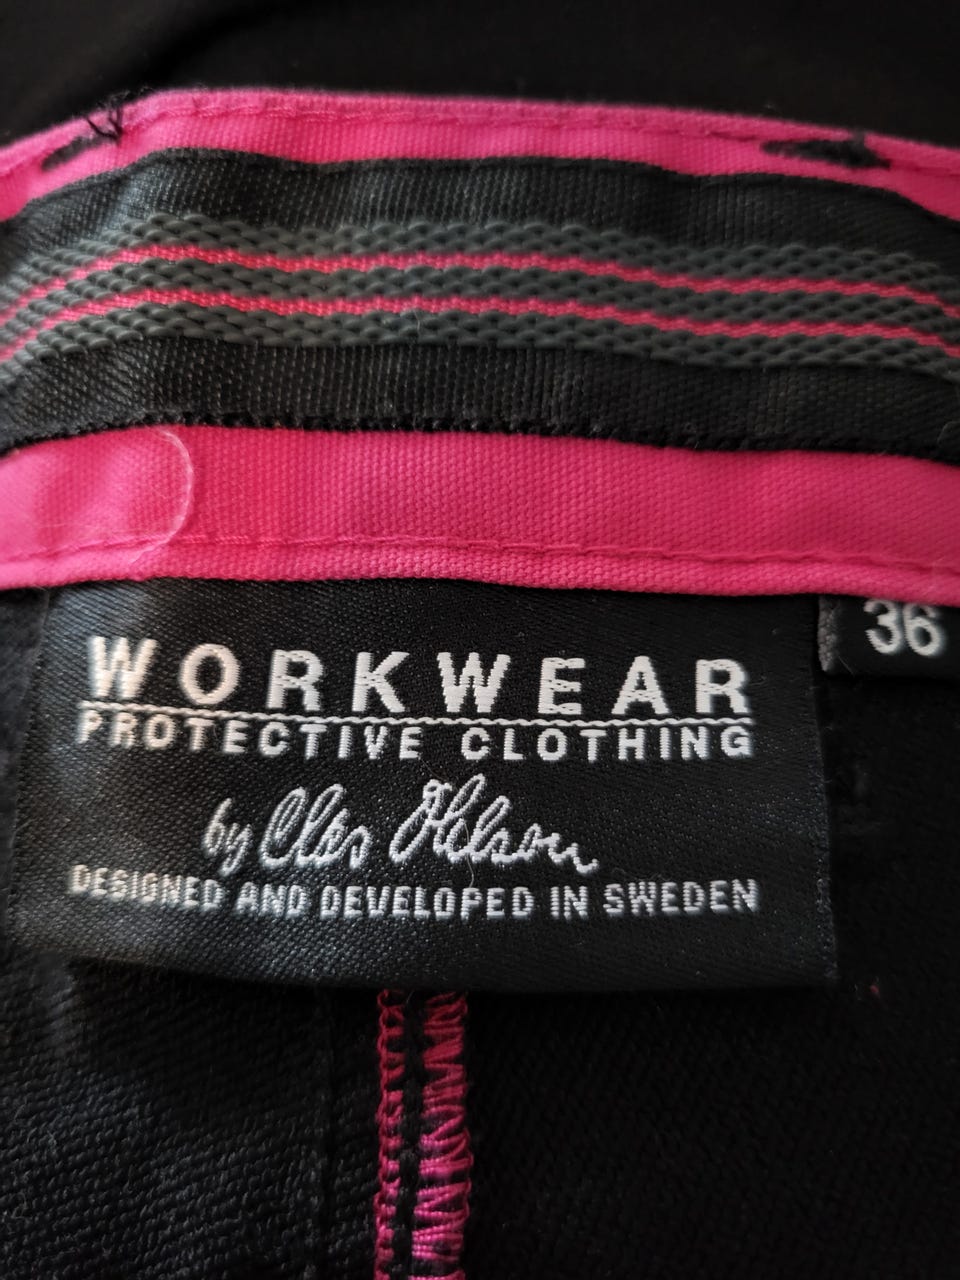 36
WORKWEAR
PROTECTIVE CLOTHING
by Clas Ohlson
DESIGNED AND DEVELOPED IN SWEDEN